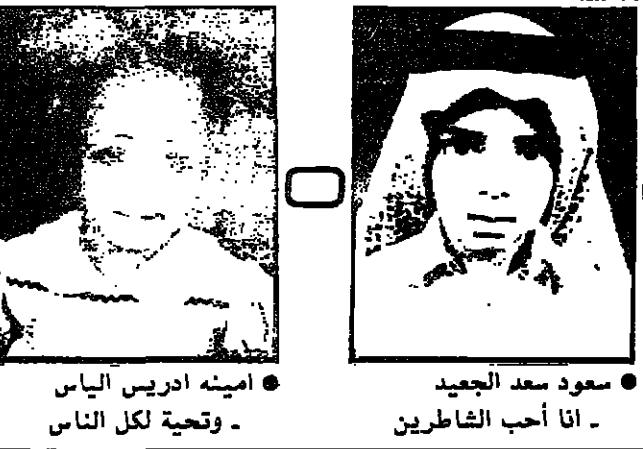 ● سعود سعد الجعيد
ـ انا أحب الشاطرين
● امينه ادريس الياس
ـ وتحية لكل الناس